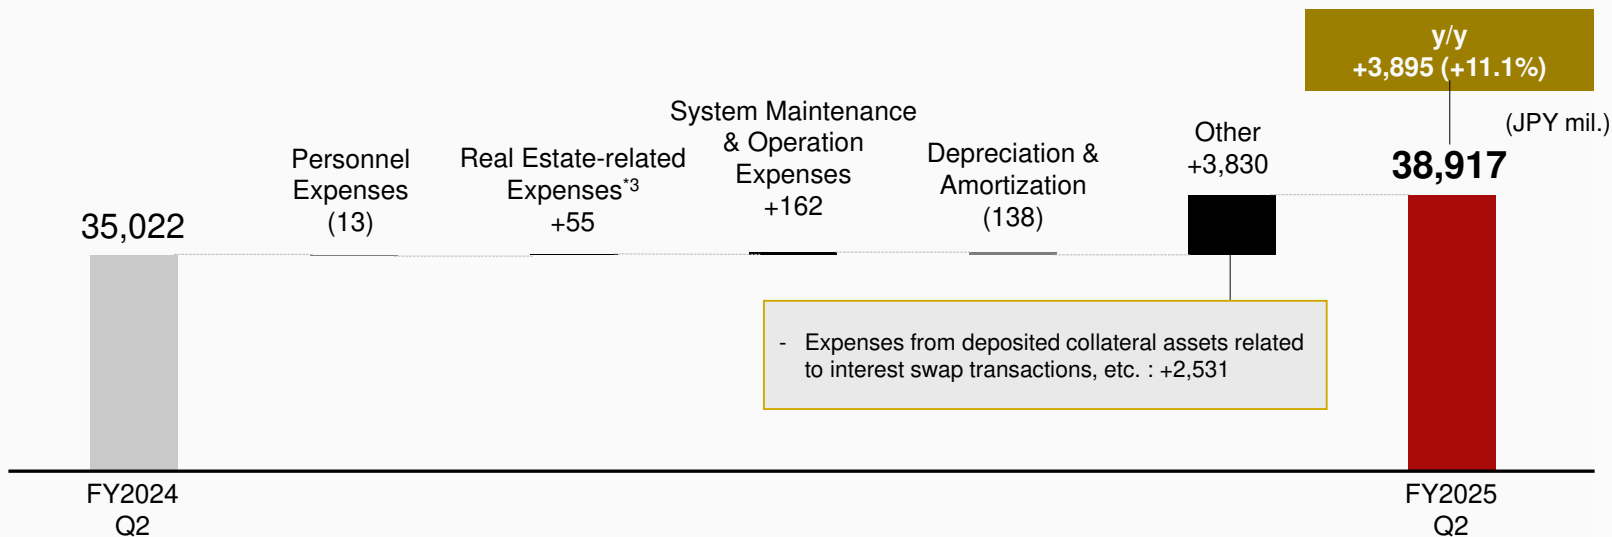 y/y
+3,895 (+11.1%)
(JPY mil.)
35,022
Personnel
Expenses
(13)
Real Estate-related
Expenses*3
+55
System Maintenance
& Operation
Expenses
+162
Depreciation &
Amortization
(138)
Other
+3,830
38,917
- Expenses from deposited collateral assets related
to interest swap transactions, etc. : +2,531
FY2024
Q2
FY2025
Q2